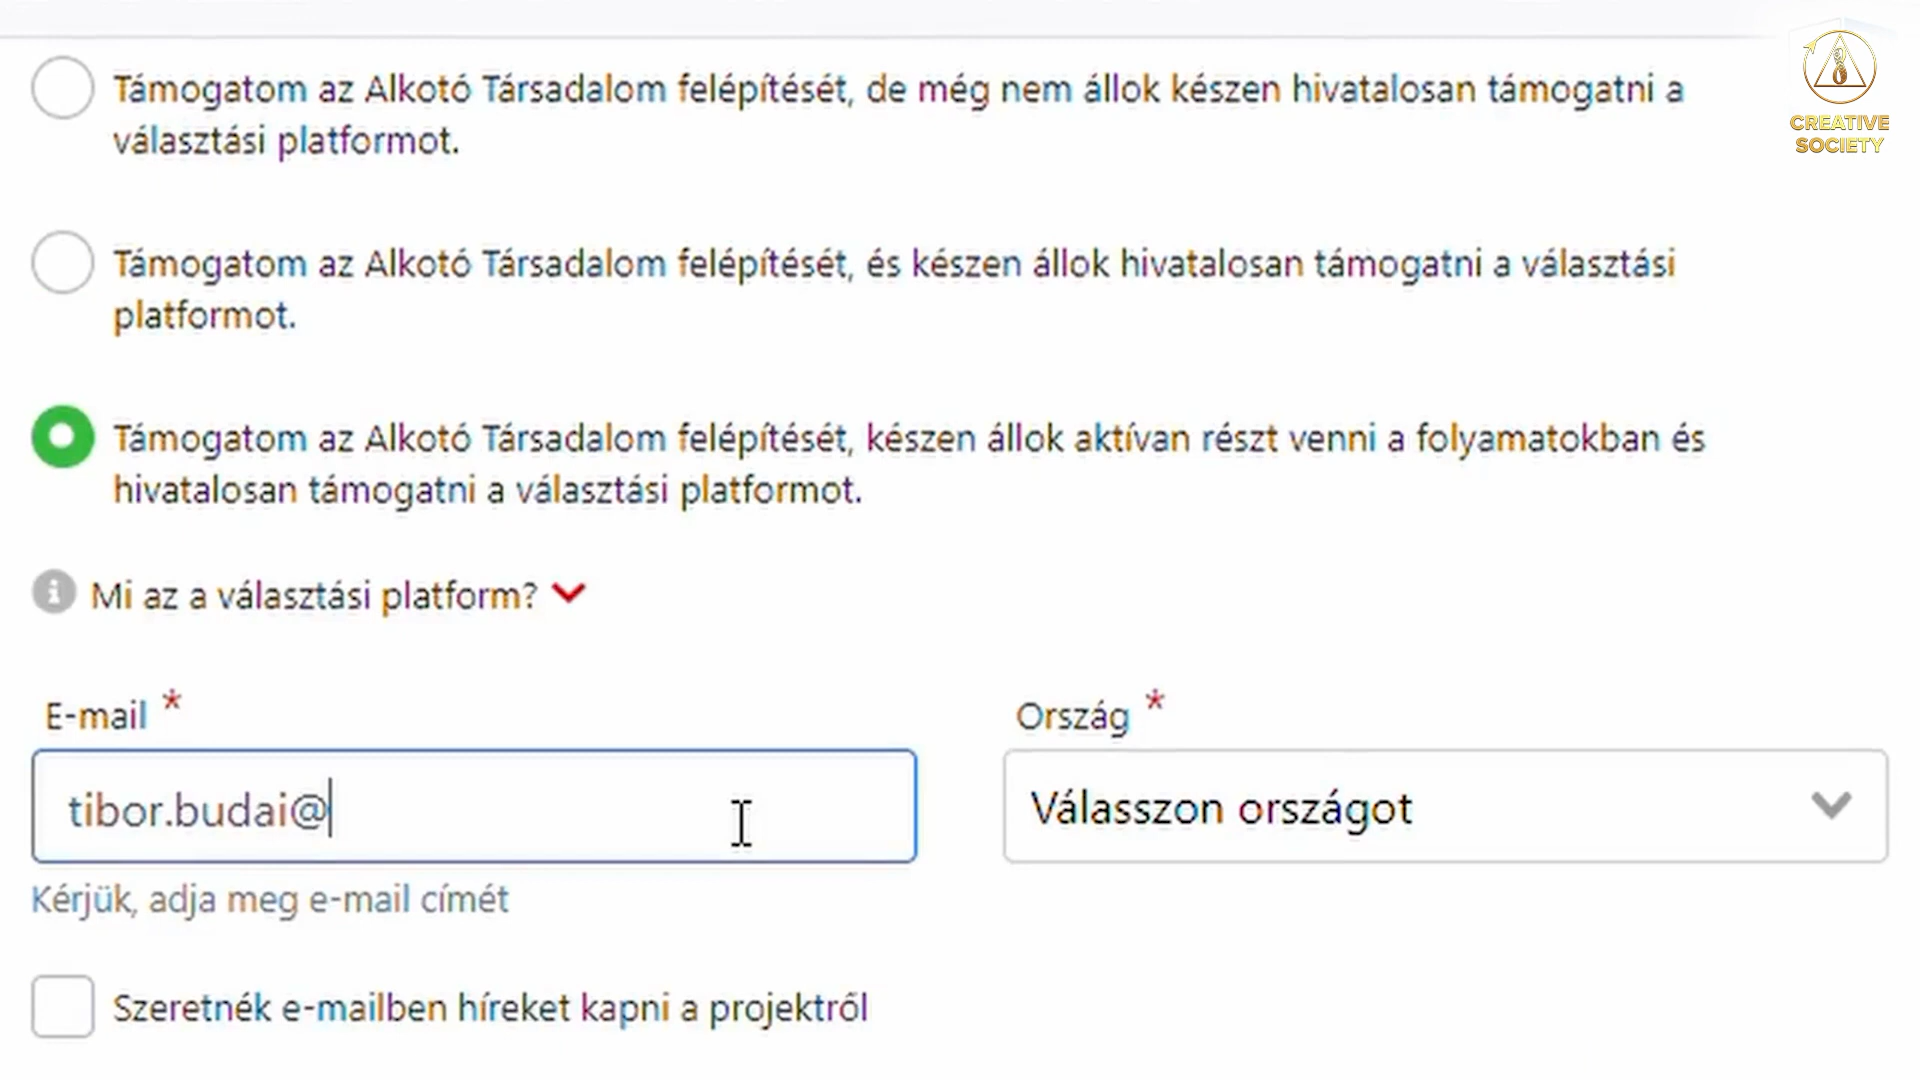 CREATIVE
SOCIETY
Támogatom az Alkotó Társadalom felépítését, de még nem állok készen hivatalosan támogatni a
választási platformot.
Támogatom az Alkotó Társadalom felépítését, és készen állok hivatalosan támogatni a választási
platformot.
Támogatom az Alkotó Társadalom felépítését, készen állok aktívan részt venni a folyamatokban és
hivatalosan támogatni a választási platformot.
Mi az a választási platform?
E-mail *
Ország *
tibor.budai@
Válasszon országot
Kérjük, adja meg e-mail címét
Szeretnék e-mailben híreket kapni a projektről